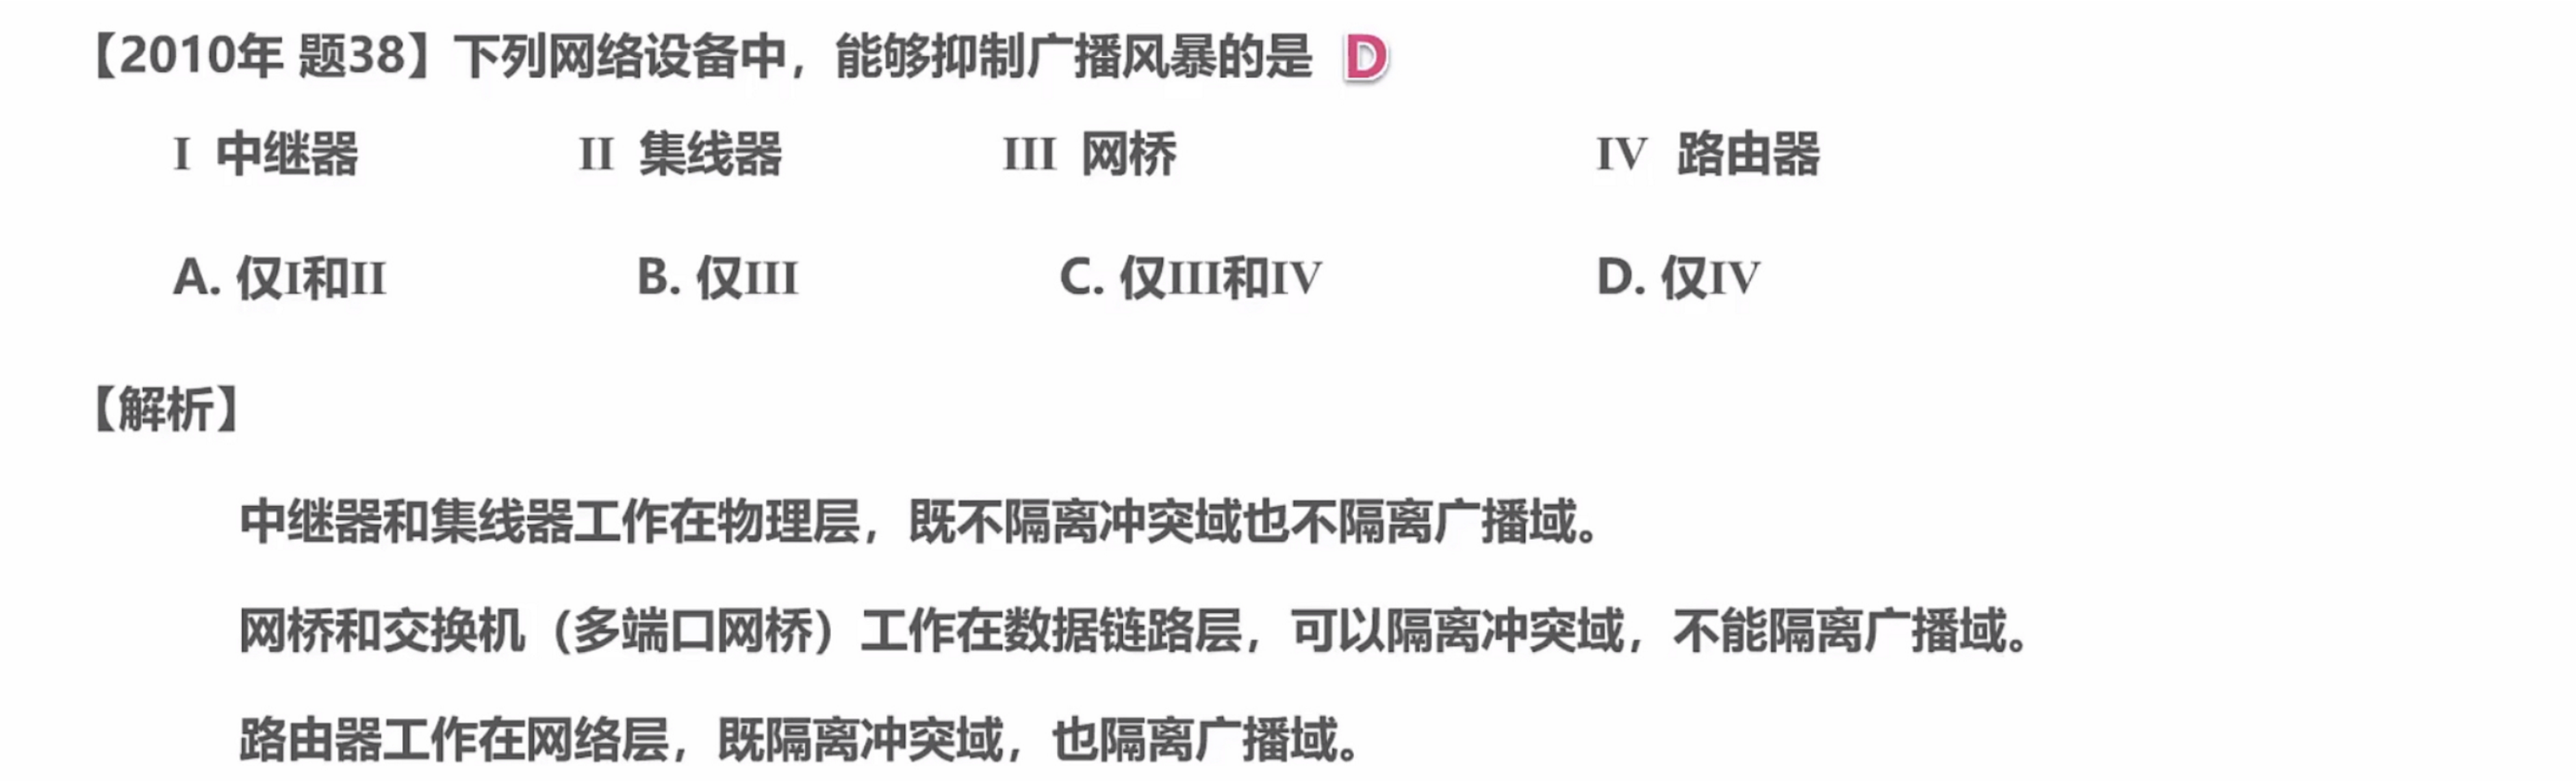 【2010年 题38】下列网络设备中，能够抑制广播风暴的是 D
I 中继器 II 集线器 III 网桥 IV 路由器
A. 仅I和II B. 仅III C. 仅III和IV D. 仅IV
【解析】
中继器和集线器工作在物理层，既不隔离冲突域也不隔离广播域。
网桥和交换机（多端口网桥）工作在数据链路层，可以隔离冲突域，不能隔离广播域。
路由器工作在网络层，既隔离冲突域，也隔离广播域。